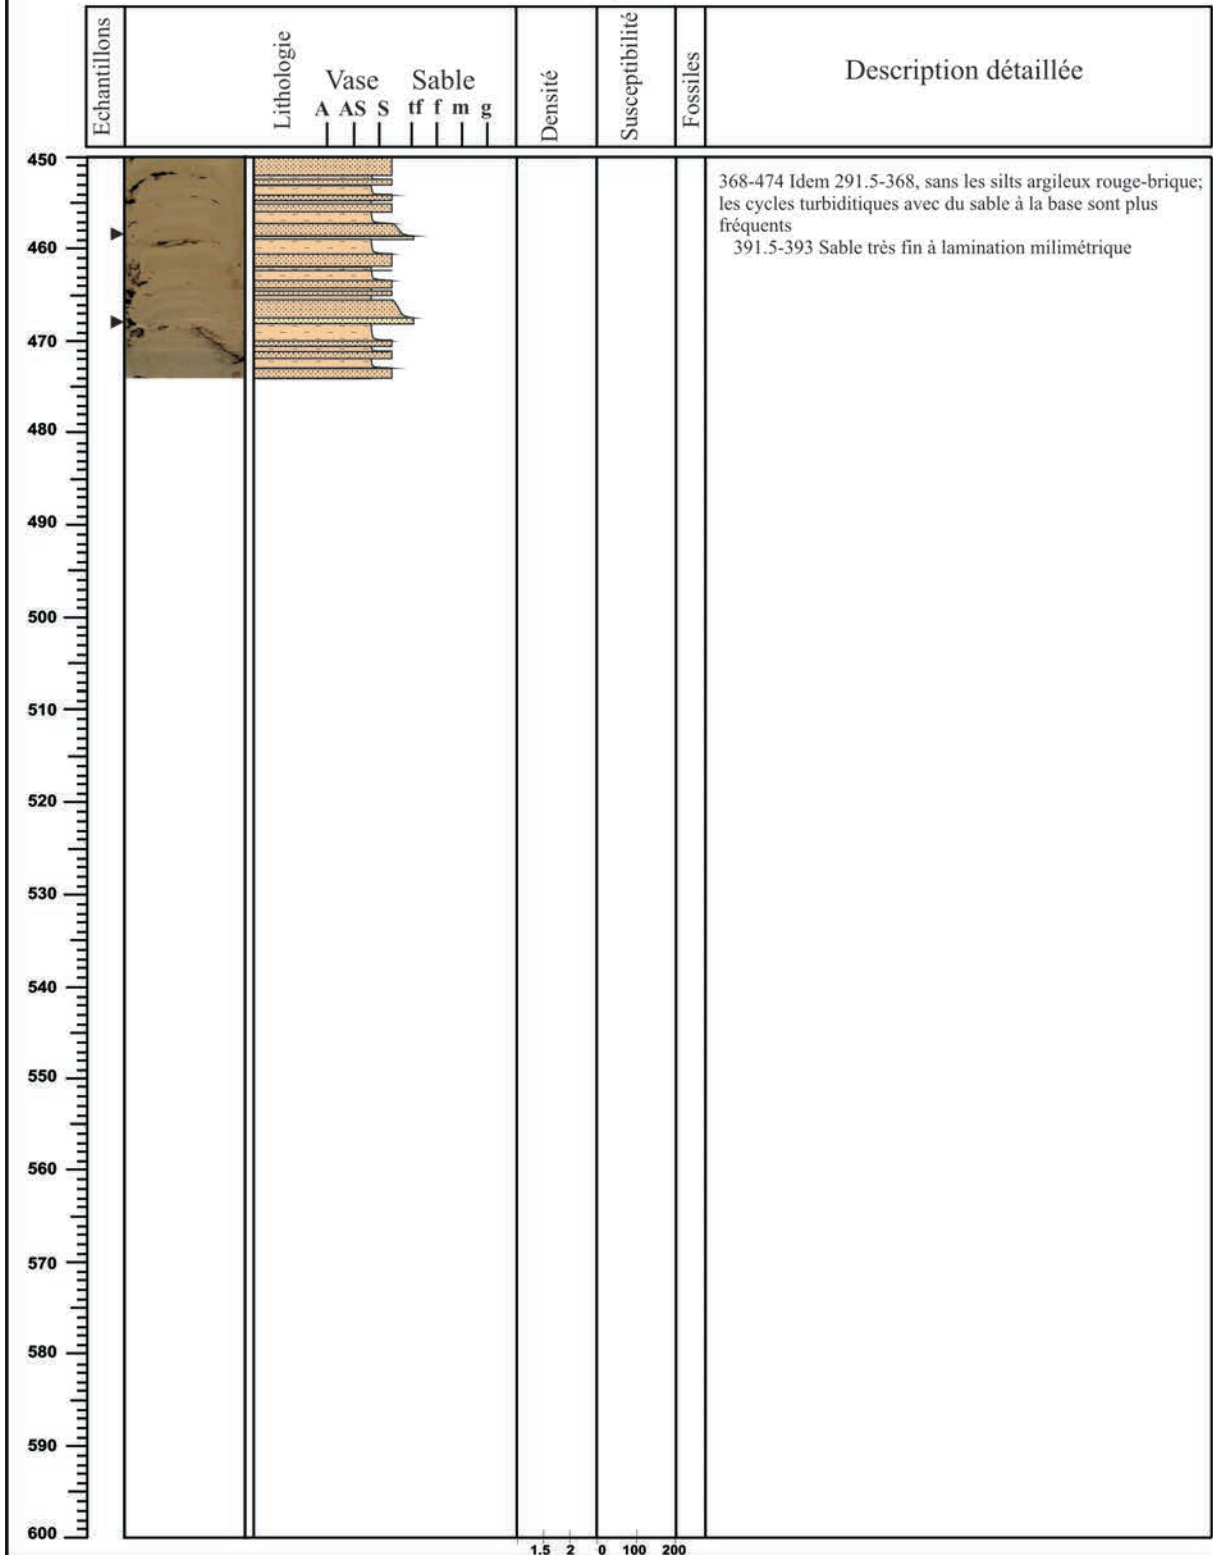 Echantillons
Lithologie
Vase Sable
A AS S tf f m g
Densité
Susceptibilité
Fossiles
Description détaillée
450
368-474 Idem 291.5-368, sans les silts argileux rouge-brique;
les cycles turbiditiques avec du sable à la base sont plus
fréquents
391.5-393 Sable très fin à lamination milimétrique
460
470
480
490
500
510
520
530
540
550
560
570
580
590
600
1.5 2 0 100 200